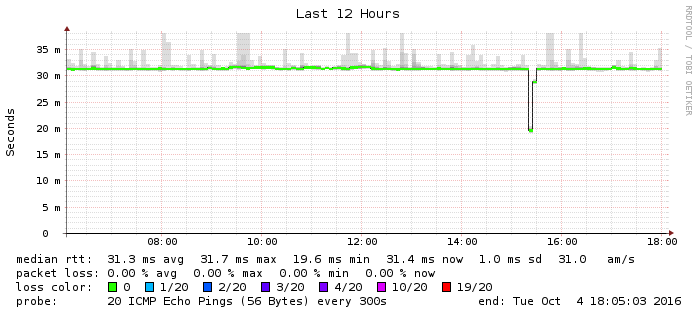 Last 12 Hours
RRDTOOL / TOBI OETIKER
Seconds
35 m
30 m
25 m
20 m
15 m
10 m
5 m
0
08:00 10:00 12:00 14:00 16:00 18:00
median rtt: 31.3 ms avg 31.7 ms max 19.6 ms min 31.4 ms now 1.0 ms sd 31.0 am/s
packet loss: 0.00 % avg 0.00 % max 0.00 % min 0.00 % now
loss color: 0 1/20 2/20 3/20 4/20 10/20 19/20
probe: 20 ICMP Echo Pings (56 Bytes) every 300s end: Tue Oct 4 18:05:03 2016